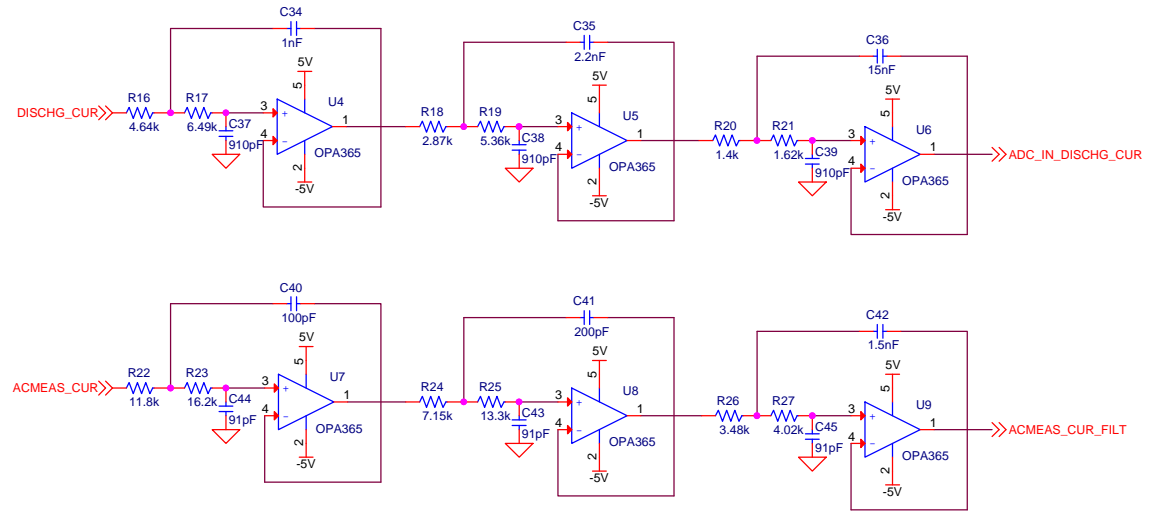 C34
1nF
5V
5
DISCHG_CUR
R16
4.64k
R17
6.49k
C37
910pF
3
+
4
-
U4
1
OPA365
2
-5V
C35
2.2nF
5V
5
R18
2.87k
R19
5.36k
C38
910pF
3
+
4
-
U5
1
OPA365
2
-5V
C36
15nF
5V
5
R20
1.4k
R21
1.62k
C39
910pF
3
+
4
-
U6
1
OPA365
2
-5V
ADC_IN_DISCHG_CUR
C40
100pF
5V
5
ACMEAS_CUR
R22
11.8k
R23
16.2k
C44
91pF
3
+
4
-
U7
1
OPA365
2
-5V
C41
200pF
5V
5
R24
7.15k
R25
13.3k
C43
91pF
3
+
4
-
U8
1
OPA365
2
-5V
C42
1.5nF
5V
5
R26
3.48k
R27
4.02k
C45
91pF
3
+
4
-
U9
1
OPA365
2
-5V
ACMEAS_CUR_FILT